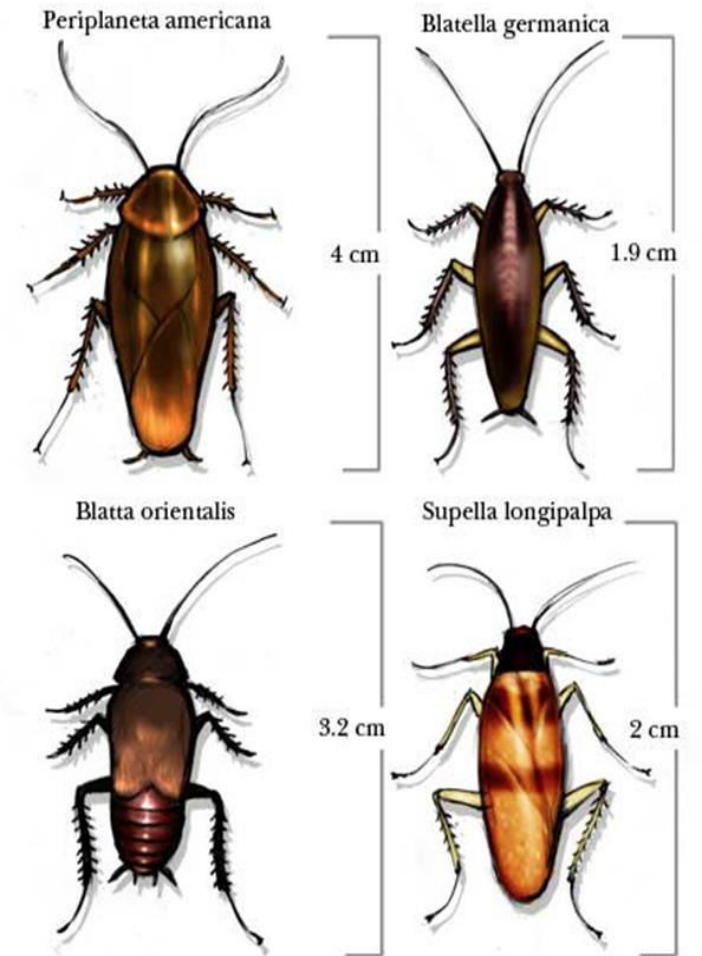 Periplaneta americana
Blatella germanica
4 cm
1.9 cm
Blatta orientalis
Supella longipalpa
3.2 cm
2 cm